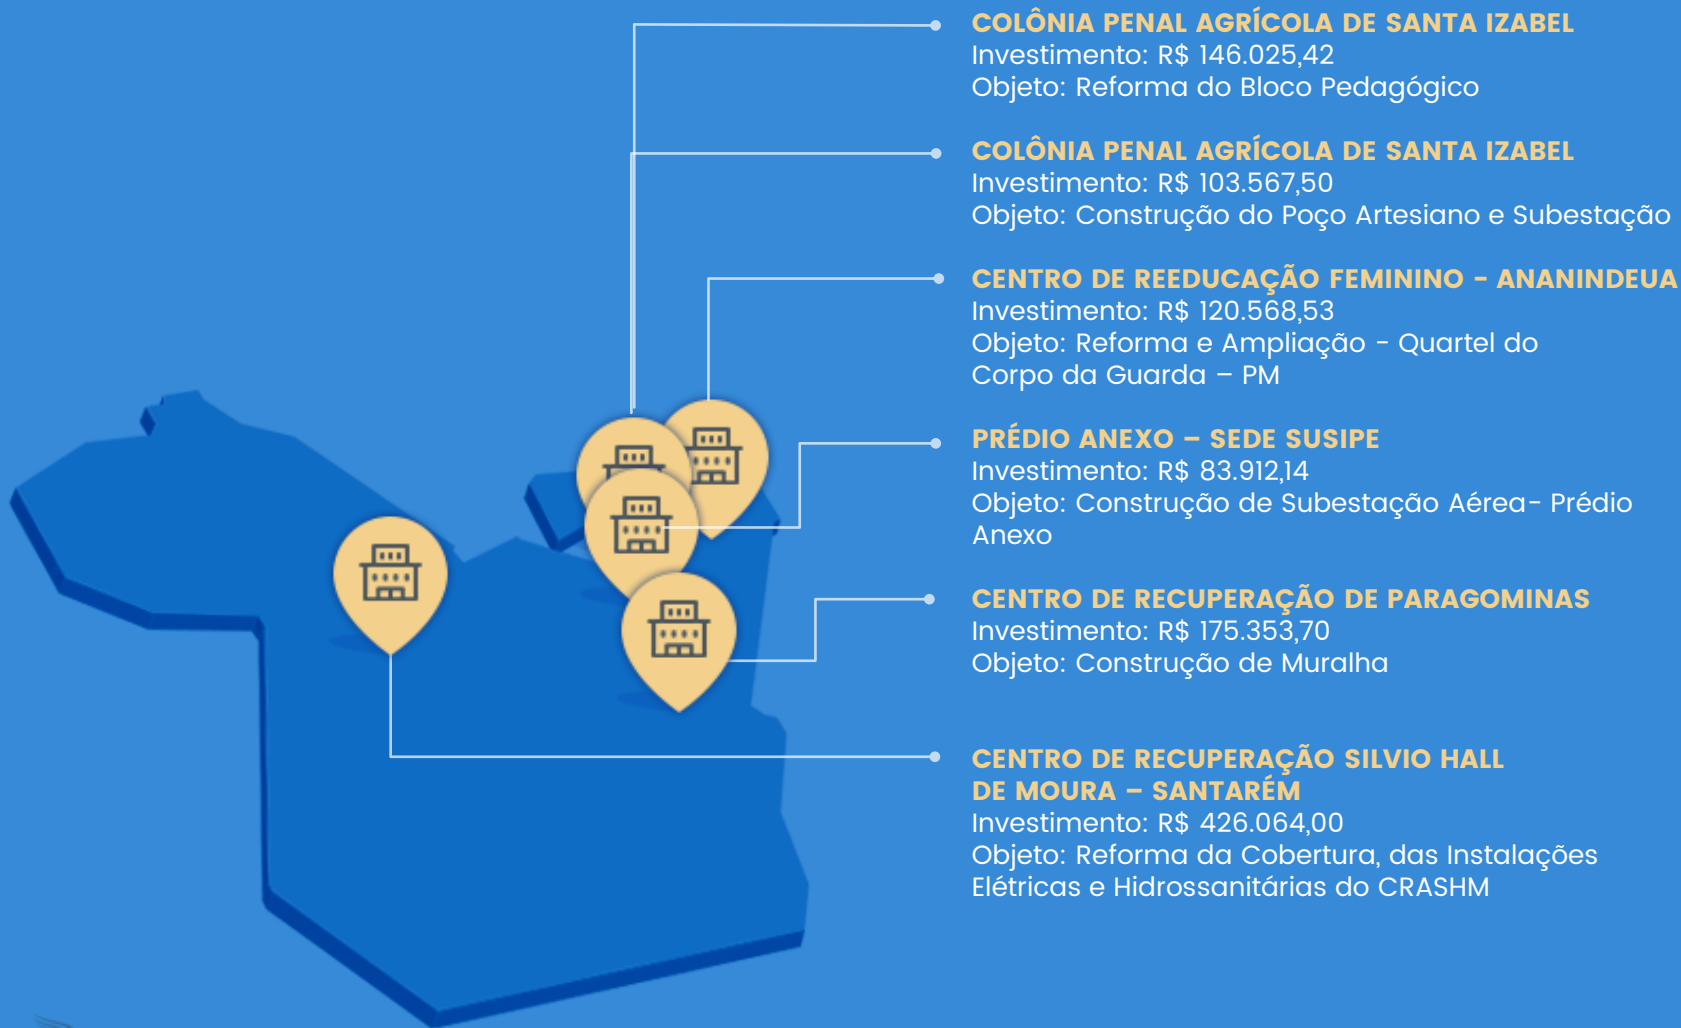 COLÔNIA PENAL AGRÍCOLA DE SANTA IZABEL
Investimento: R$ 146.025,42
Objeto: Reforma do Bloco Pedagógico
COLÔNIA PENAL AGRÍCOLA DE SANTA IZABEL
Investimento: R$ 103.567,50
Objeto: Construção do Poço Artesiano e Subestação
CENTRO DE REEDUCAÇÃO FEMININO - ANANINDEUA
Investimento: R$ 120.568,53
Objeto: Reforma e Ampliação - Quartel do
Corpo da Guarda – PM
PRÉDIO ANEXO – SEDE SUSIPE
Investimento: R$ 83.912,14
Objeto: Construção de Subestação Aérea- Prédio
Anexo
CENTRO DE RECUPERAÇÃO DE PARAGOMINAS
Investimento: R$ 175.353,70
Objeto: Construção de Muralha
CENTRO DE RECUPERAÇÃO SILVIO HALL
DE MOURA – SANTARÉM
Investimento: R$ 426.064,00
Objeto: Reforma da Cobertura, das Instalações
Elétricas e Hidrossanitárias do CRASHM